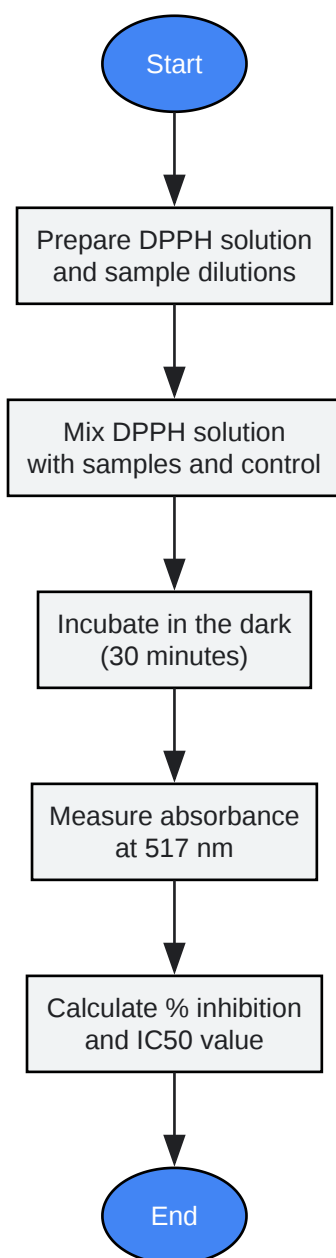 Start
Prepare DPPH solution
and sample dilutions
Mix DPPH solution
with samples and control
Incubate in the dark
(30 minutes)
Measure absorbance
at 517 nm
Calculate % inhibition
and IC50 value
End